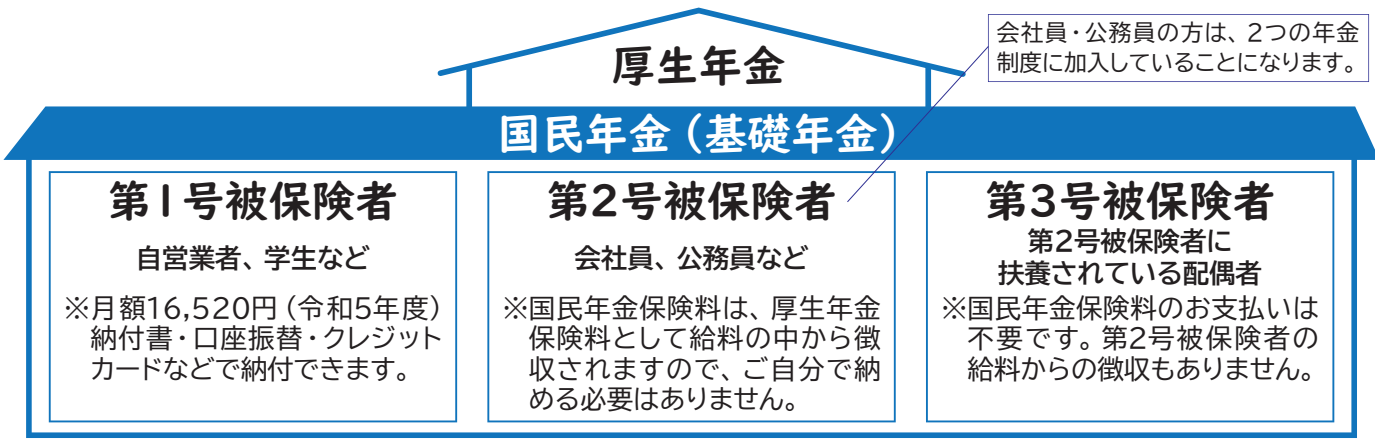 厚生年金
会社員・公務員の方は、2つの年金
制度に加入していることになります。
国民年金（基礎年金）
第1号被保険者
自営業者、学生など
※月額16,520円（令和5年度）
納付書・口座振替・クレジット
カードなどで納付できます。
第2号被保険者
会社員、公務員など
※国民年金保険料は、厚生年金
保険料として給料の中から徴
収されますので、ご自分で納
める必要はありません。
第3号被保険者
第2号被保険者に
扶養されている配偶者
※国民年金保険料のお支払いは
不要です。第2号被保険者の
給料からの徴収もありません。